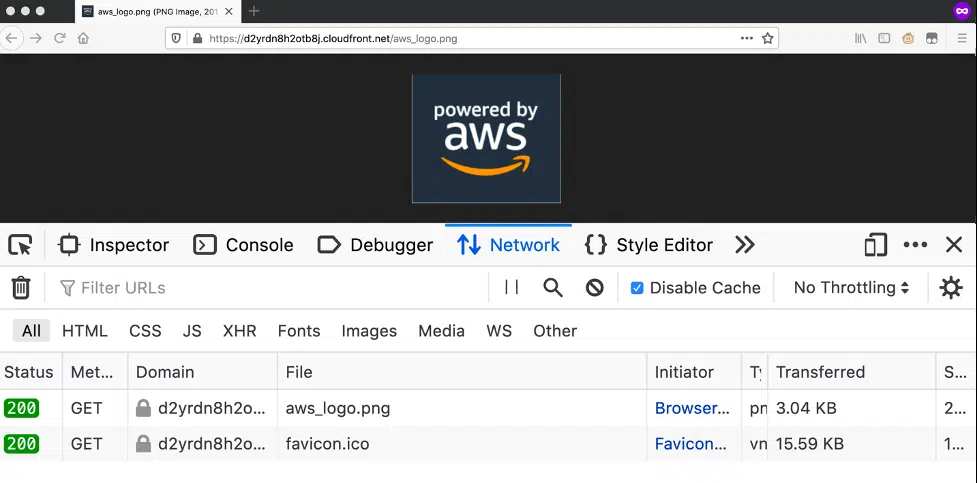 aws_logo.png (PNG Image, 201
https://d2yrdn8h2otb8j.cloudfront.net/aws_logo.png
powered by
aws
Inspector Console Debugger Network Style Editor
Filter URLs Disable Cache No Throttling
All HTML CSS JS XHR Fonts Images Media WS Other
Status Met... Domain File Initiator Ty Transferred S...
200 GET d2yrdn8h2o... aws_logo.png Browser... pn 3.04 KB 2...
200 GET d2yrdn8h2o... favicon.ico Favicon... vn 15.59 KB 1...